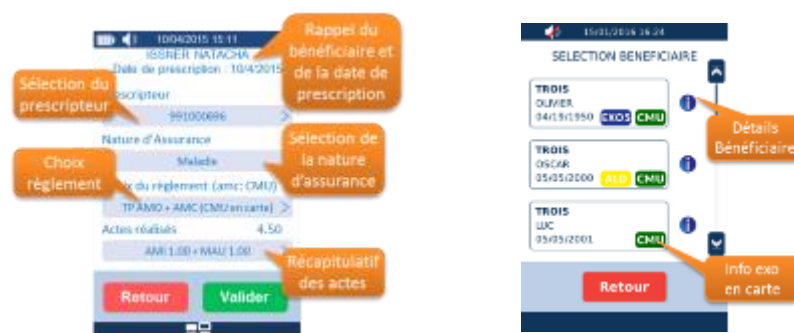 10/04/2015 15:11
ISSNER NATACHA
Date de prescription : 10/4/2015
Rappel du
bénéficiaire et
de la date de
prescription
Sélection du
prescripteur
escripteur
991000696 >
Nature d'Assurance
Maladie
Sélection de
la nature
d'assurance
Choix
règlement
du règlement (amc: CMU)
TP AMO + AMC (CMU en carte) >
Actes réalisés 4.50
AMI 1.00 + MAU 1.00 >
Récapitulatif
des actes
Retour
Valider
15/01/2016 16:24
SELECTION BENEFICIAIRE
TROIS
OLIVIER
04/19/1950 EXOS CMU
i
Détails
Bénéficiaire
TROIS
OSCAR
05/05/2000 ALD CMU
i
TROIS
LUC
05/05/2001 CMU
i
Info exo
en carte
Retour